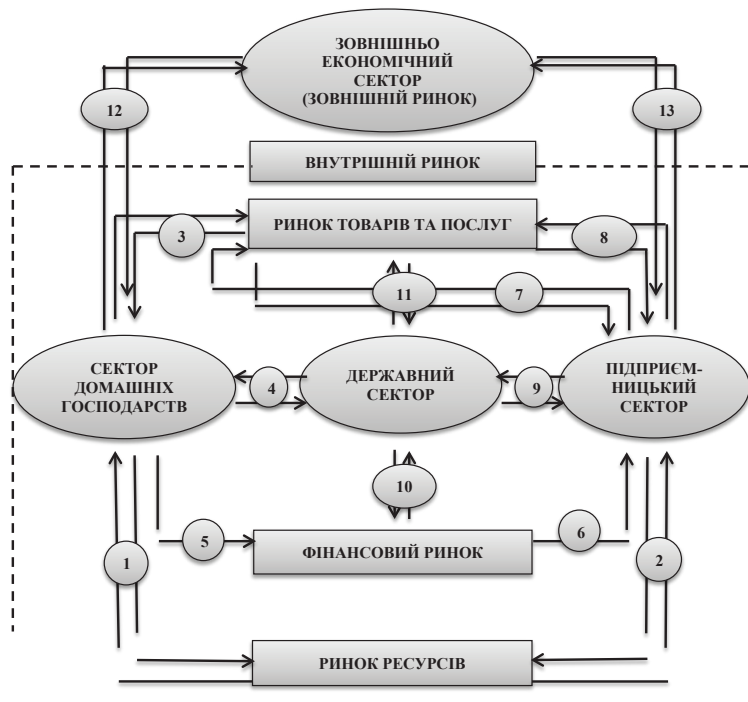 ЗОВНІШНЬО
ЕКОНОМІЧНИЙ
СЕКТОР
(ЗОВНІШНІЙ РИНОК)
12
13
ВНУТРІШНІЙ РИНОК
РИНОК ТОВАРІВ ТА ПОСЛУГ
3
8
11
7
СЕКТОР
ДОМАШНІХ
ГОСПОДАРСТВ
4
ДЕРЖАВНИЙ
СЕКТОР
9
ПІДПРИЄМ-
НИЦЬКИЙ
СЕКТОР
10
5
ФІНАНСОВИЙ РИНОК
6
1
2
РИНОК РЕСУРСІВ